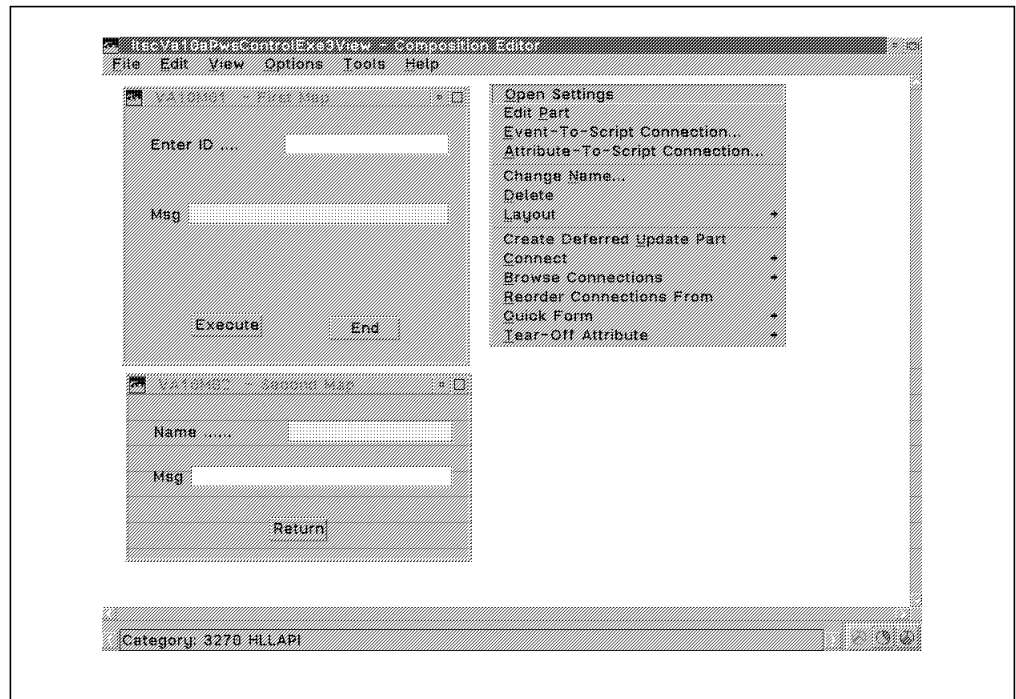 ItscVa10aPwsControlExe3View - Composition Editor
File Edit View Options Tools Help
VA10M01 - First Map
Enter ID ....
Msg
Execute
End
Open Settings
Edit Part
Event-To-Script Connection...
Attribute-To-Script Connection...
Change Name...
Delete
Layout
Create Deferred Update Part
Connect
Browse Connections
Reorder Connections From
Quick Form
Tear-Off Attribute
VA10M02 - Second Map
Name ......
Msg
Return
Category: 3270 HLLAPI